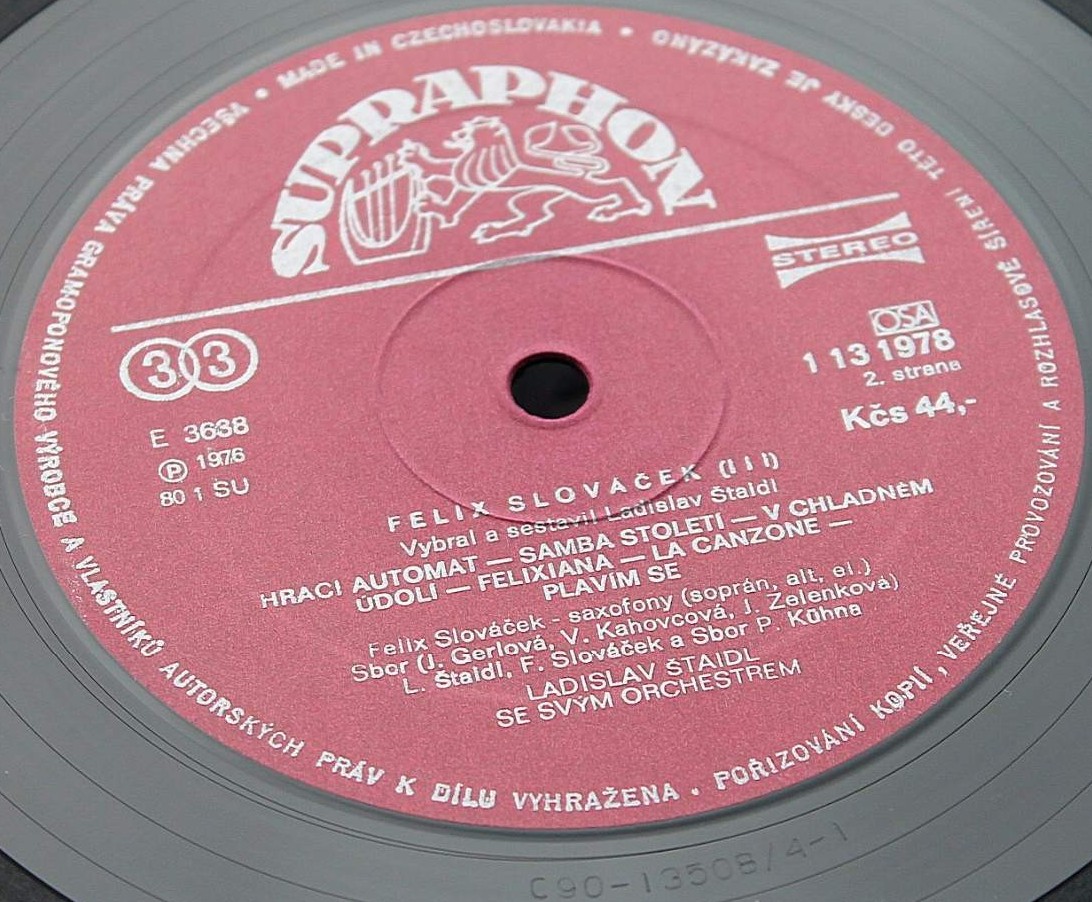 VŠECHNA PRÁVA GRAMOFONOVÉHO VÝROBCE A VLASTNÍKŮ AUTORSKÝCH PRÁV K DÍLU VYHRAŽENA • POŘIZOVÁNÍ KOPIÍ, VEŘEJNÉ PROVOZOVÁNÍ A ROZHLASOVÉ ŠÍŘENÍ TÉTO DESKY JE ZAKÁZÁNO • MADE IN CZECHOSLOVAKIA •
SUPRAPHON
STEREO
33
OSA
1 13 1978
2. strana
Kčs 44,-
E 3638
Ⓟ 1976
80 1 SU
FELIX SLOVÁČEK (III)
Vybral a sestavil Ladislav Štaidl
HRACÍ AUTOMAT — SAMBA STOLETÍ — V CHLADNÉM
ÚDOLÍ — FELIXIANA — LA CANZONE —
PLAVÍM SE
Felix Slováček - saxofony (soprán, alt, el.)
Sbor (J. Gerlová, V. Kahovcová, J. Zelenková)
L. Štaidl, F. Slováček a Sbor P. Kühna
LADISLAV ŠTAIDL
SE SVÝM ORCHESTREM
C90-13508/4-1